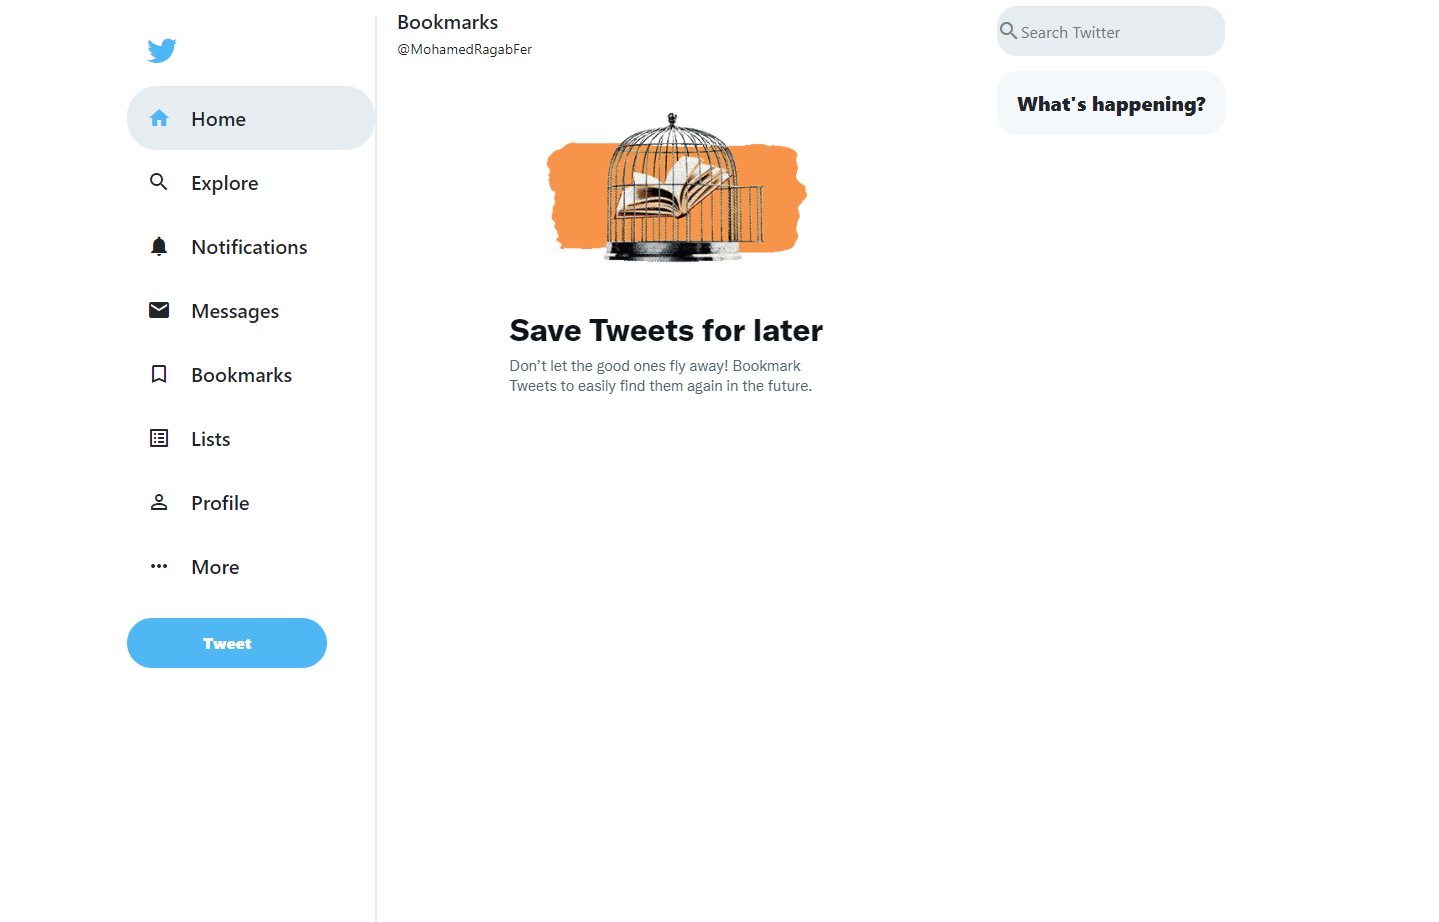 Home
Explore
Notifications
Messages
Bookmarks
Lists
Profile
More
Tweet
Bookmarks
@MohamedRagabFer
Save Tweets for later
Don’t let the good ones fly away! Bookmark
Tweets to easily find them again in the future.
Search Twitter
What's happening?